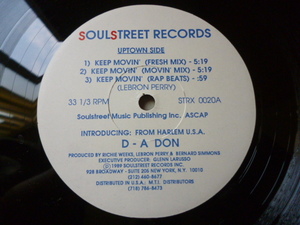 SOULSTREET RECORDS
UPTOWN SIDE
1) KEEP MOVIN' (FRESH MIX) - 5:19
2) KEEP MOVIN' (MOVIN' MIX) - 5:19
3) KEEP MOVIN' (RAP BEATS) - :59
(LEBRON PERRY)
33 1/3 RPM STRX 0020A
Soulstreet Music Publishing Inc. ASCAP
INTRODUCING: FROM HARLEM U.S.A.
D - A DON
PRODUCED BY RICHIE WEEKS, LEBRON PERRY & BERNARD SIMMONS
EXECUTIVE PRODUCER: GLENN LARUSSO
© 1989 SOULSTREET RECORDS INC.
928 BROADWAY - SUITE 206 NEW YORK, N.Y. 10010
(212) 460-8677
DISTRIBUTED IN U.S.A.: M.T.I. DISTRIBUTORS
(718) 786-8675